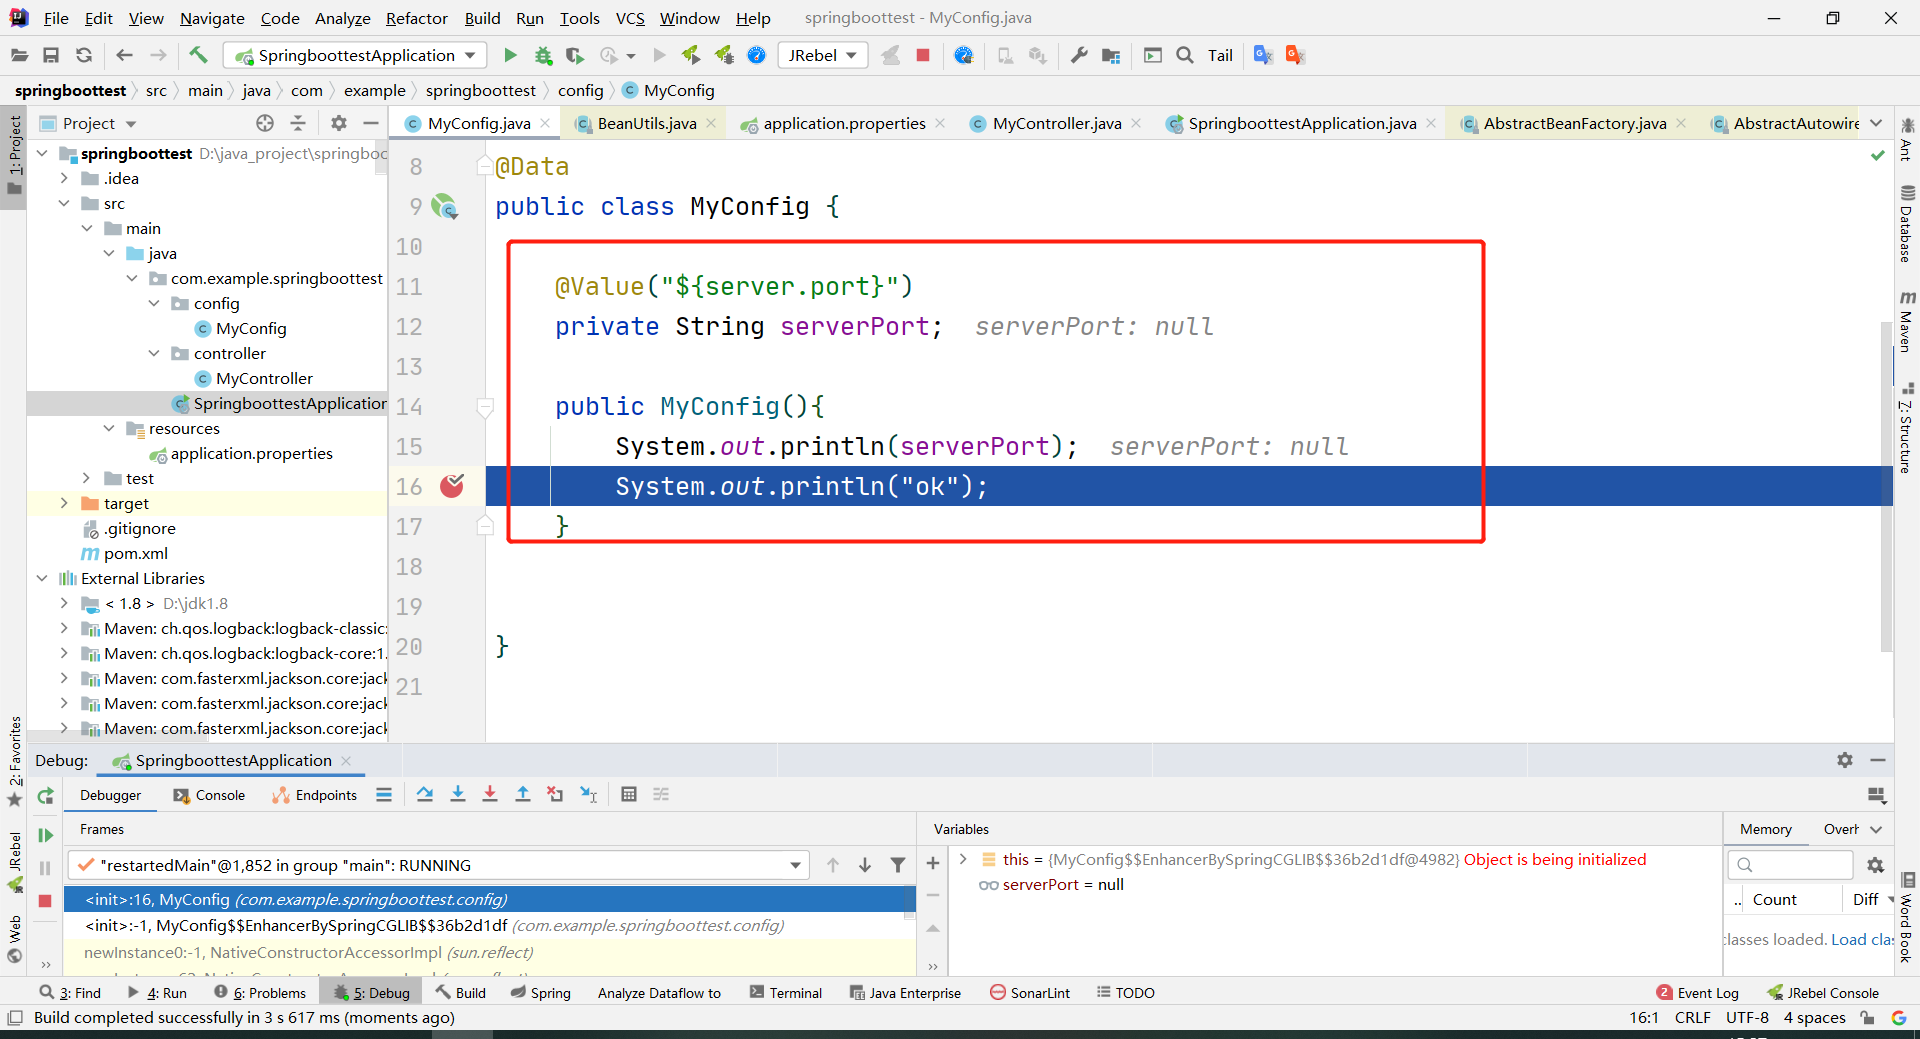 File Edit View Navigate Code Analyze Refactor Build Run Tools VCS Window Help springboottest - MyConfig.java
SpringboottestApplication JRebel Tail
springboottest src main java com example springboottest config MyConfig
1: Project
Project
MyConfig.java BeanUtils.java application.properties MyController.java SpringboottestApplication.java AbstractBeanFactory.java AbstractAutowire
springboottest D:\java_project\springboo
.idea
src
main
java
com.example.springboottest
config
MyConfig
controller
MyController
SpringboottestApplication
resources
application.properties
test
target
.gitignore
pom.xml
External Libraries
< 1.8 > D:\jdk1.8
Maven: ch.qos.logback:logback-classic:
Maven: ch.qos.logback:logback-core:1.
Maven: com.fasterxml.jackson.core:jack
Maven: com.fasterxml.jackson.core:jack
Maven: com.fasterxml.jackson.core:jack
8 @Data
9 public class MyConfig {
10
11 @Value("${server.port}")
12 private String serverPort; serverPort: null
13
14 public MyConfig(){
15 System.out.println(serverPort); serverPort: null
16 System.out.println("ok");
17 }
18
19
20 }
21
Ant
Database
Maven
7: Structure
Word Book
2: Favorites
JRebel
Web
Debug: SpringboottestApplication
Debugger Console Endpoints
Frames
"restartedMain"@1,852 in group "main": RUNNING
<init>:16, MyConfig (com.example.springboottest.config)
<init>:-1, MyConfig$$EnhancerBySpringCGLIB$$36b2d1df (com.example.springboottest.config)
newInstance0:-1, NativeConstructorAccessorImpl (sun.reflect)
Variables
this = {MyConfig$$EnhancerBySpringCGLIB$$36b2d1df@4982} Object is being initialized
serverPort = null
Memory Overh
.. Count Diff
classes loaded. Load clas
3: Find 4: Run 6: Problems 5: Debug Build Spring Analyze Dataflow to Terminal Java Enterprise SonarLint TODO 2 Event Log JRebel Console
Build completed successfully in 3 s 617 ms (moments ago) 16:1 CRLF UTF-8 4 spaces